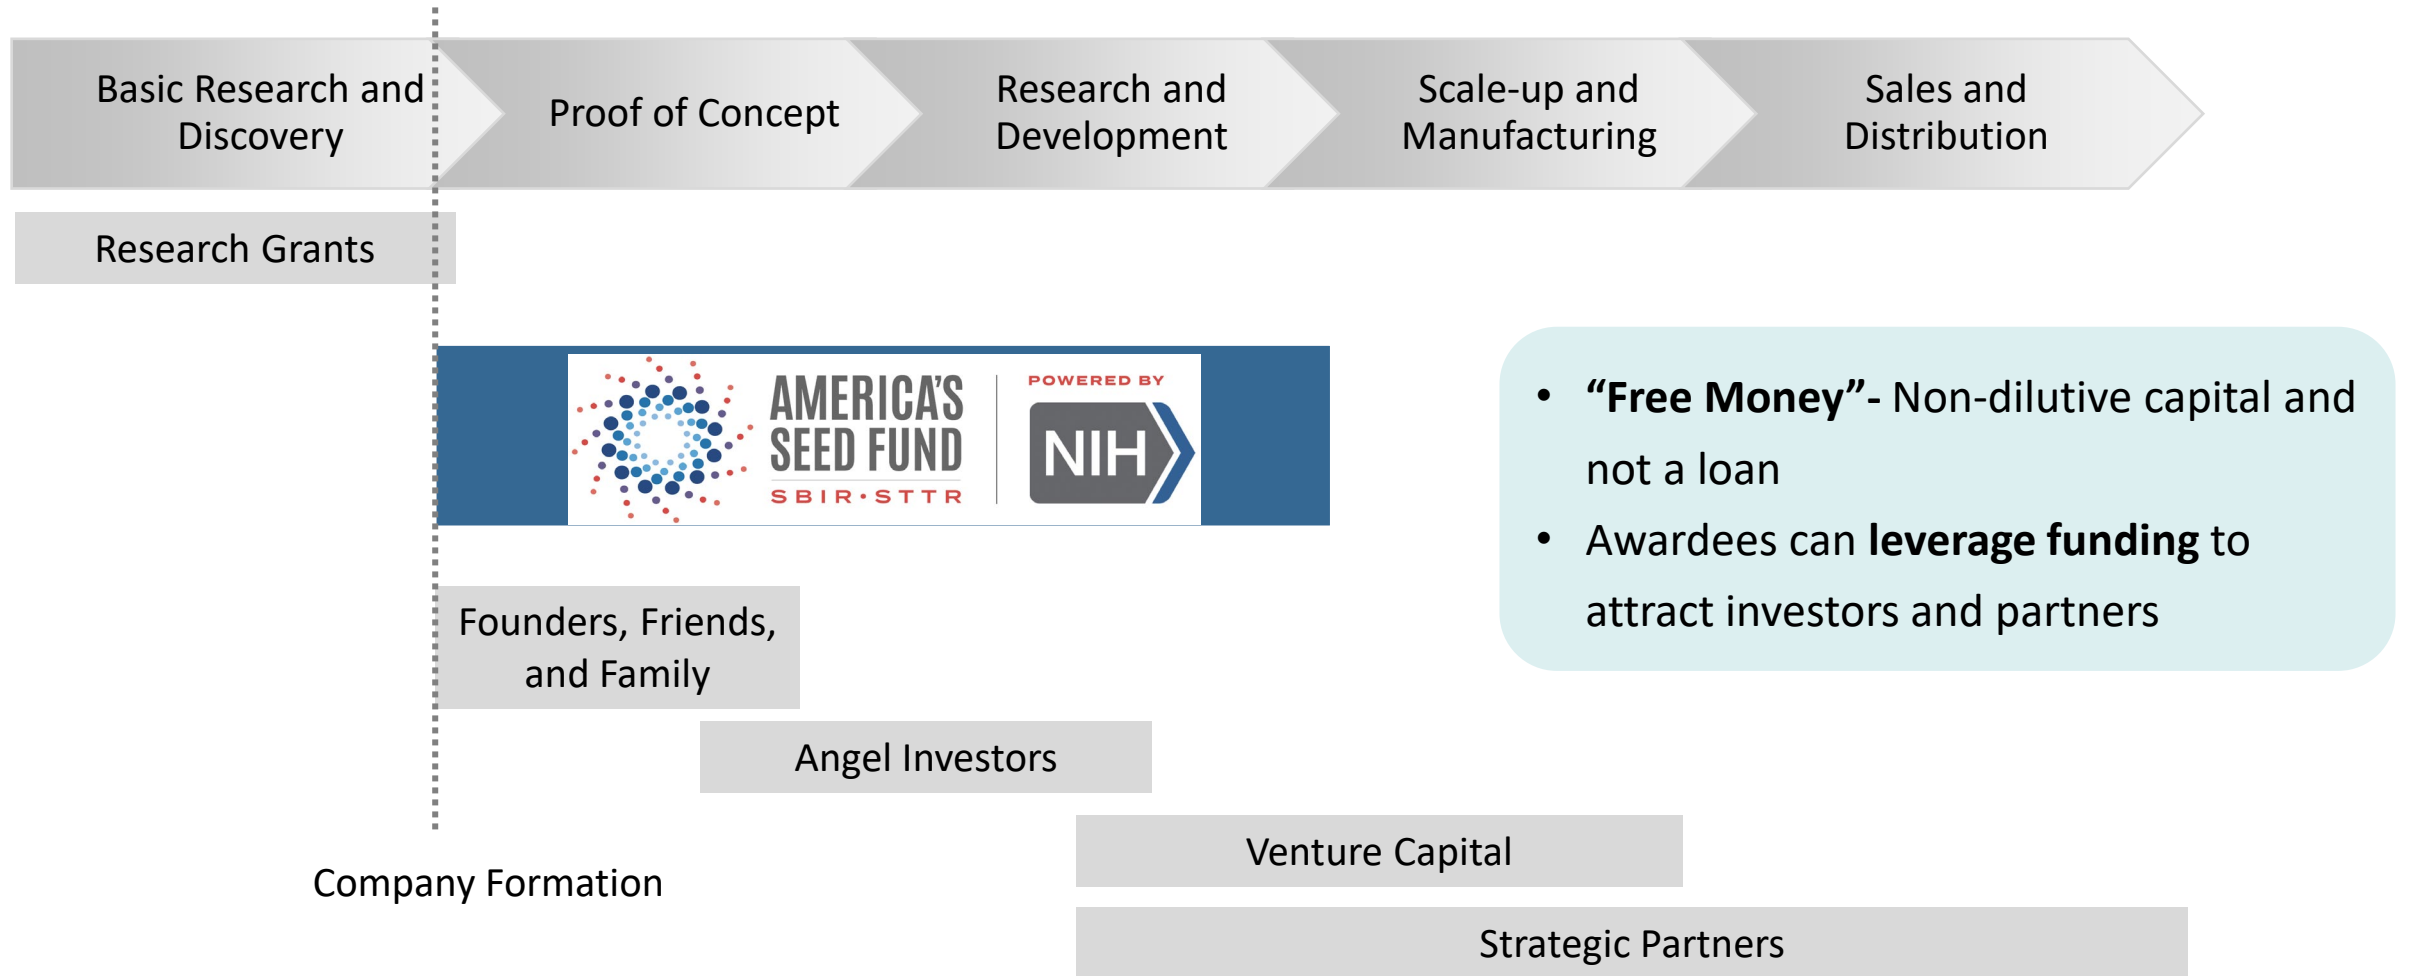 Basic Research and
Discovery
Proof of Concept
Research and
Development
Scale-up and
Manufacturing
Sales and
Distribution
Research Grants
AMERICA'S
SEED FUND
SBIR•STTR
POWERED BY
NIH
• “Free Money”- Non-dilutive capital and
not a loan
• Awardees can leverage funding to
attract investors and partners
Founders, Friends,
and Family
Angel Investors
Venture Capital
Company Formation
Strategic Partners